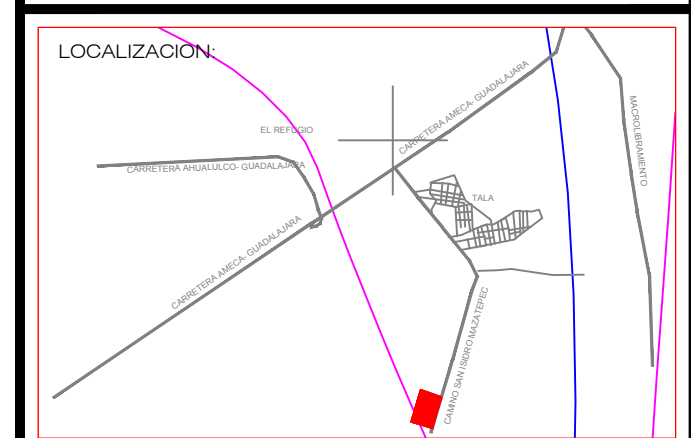 LOCALIZACION:
CARRETERA AMECA- GUADALAJARA
MACROLIBRAMIENTO
EL REFUGIO
CARRETERA AHUALULCO- GUADALAJARA
TALA
CARRETERA AMECA- GUADALAJARA
CAMINO SAN ISIDRO MAZATEPEC